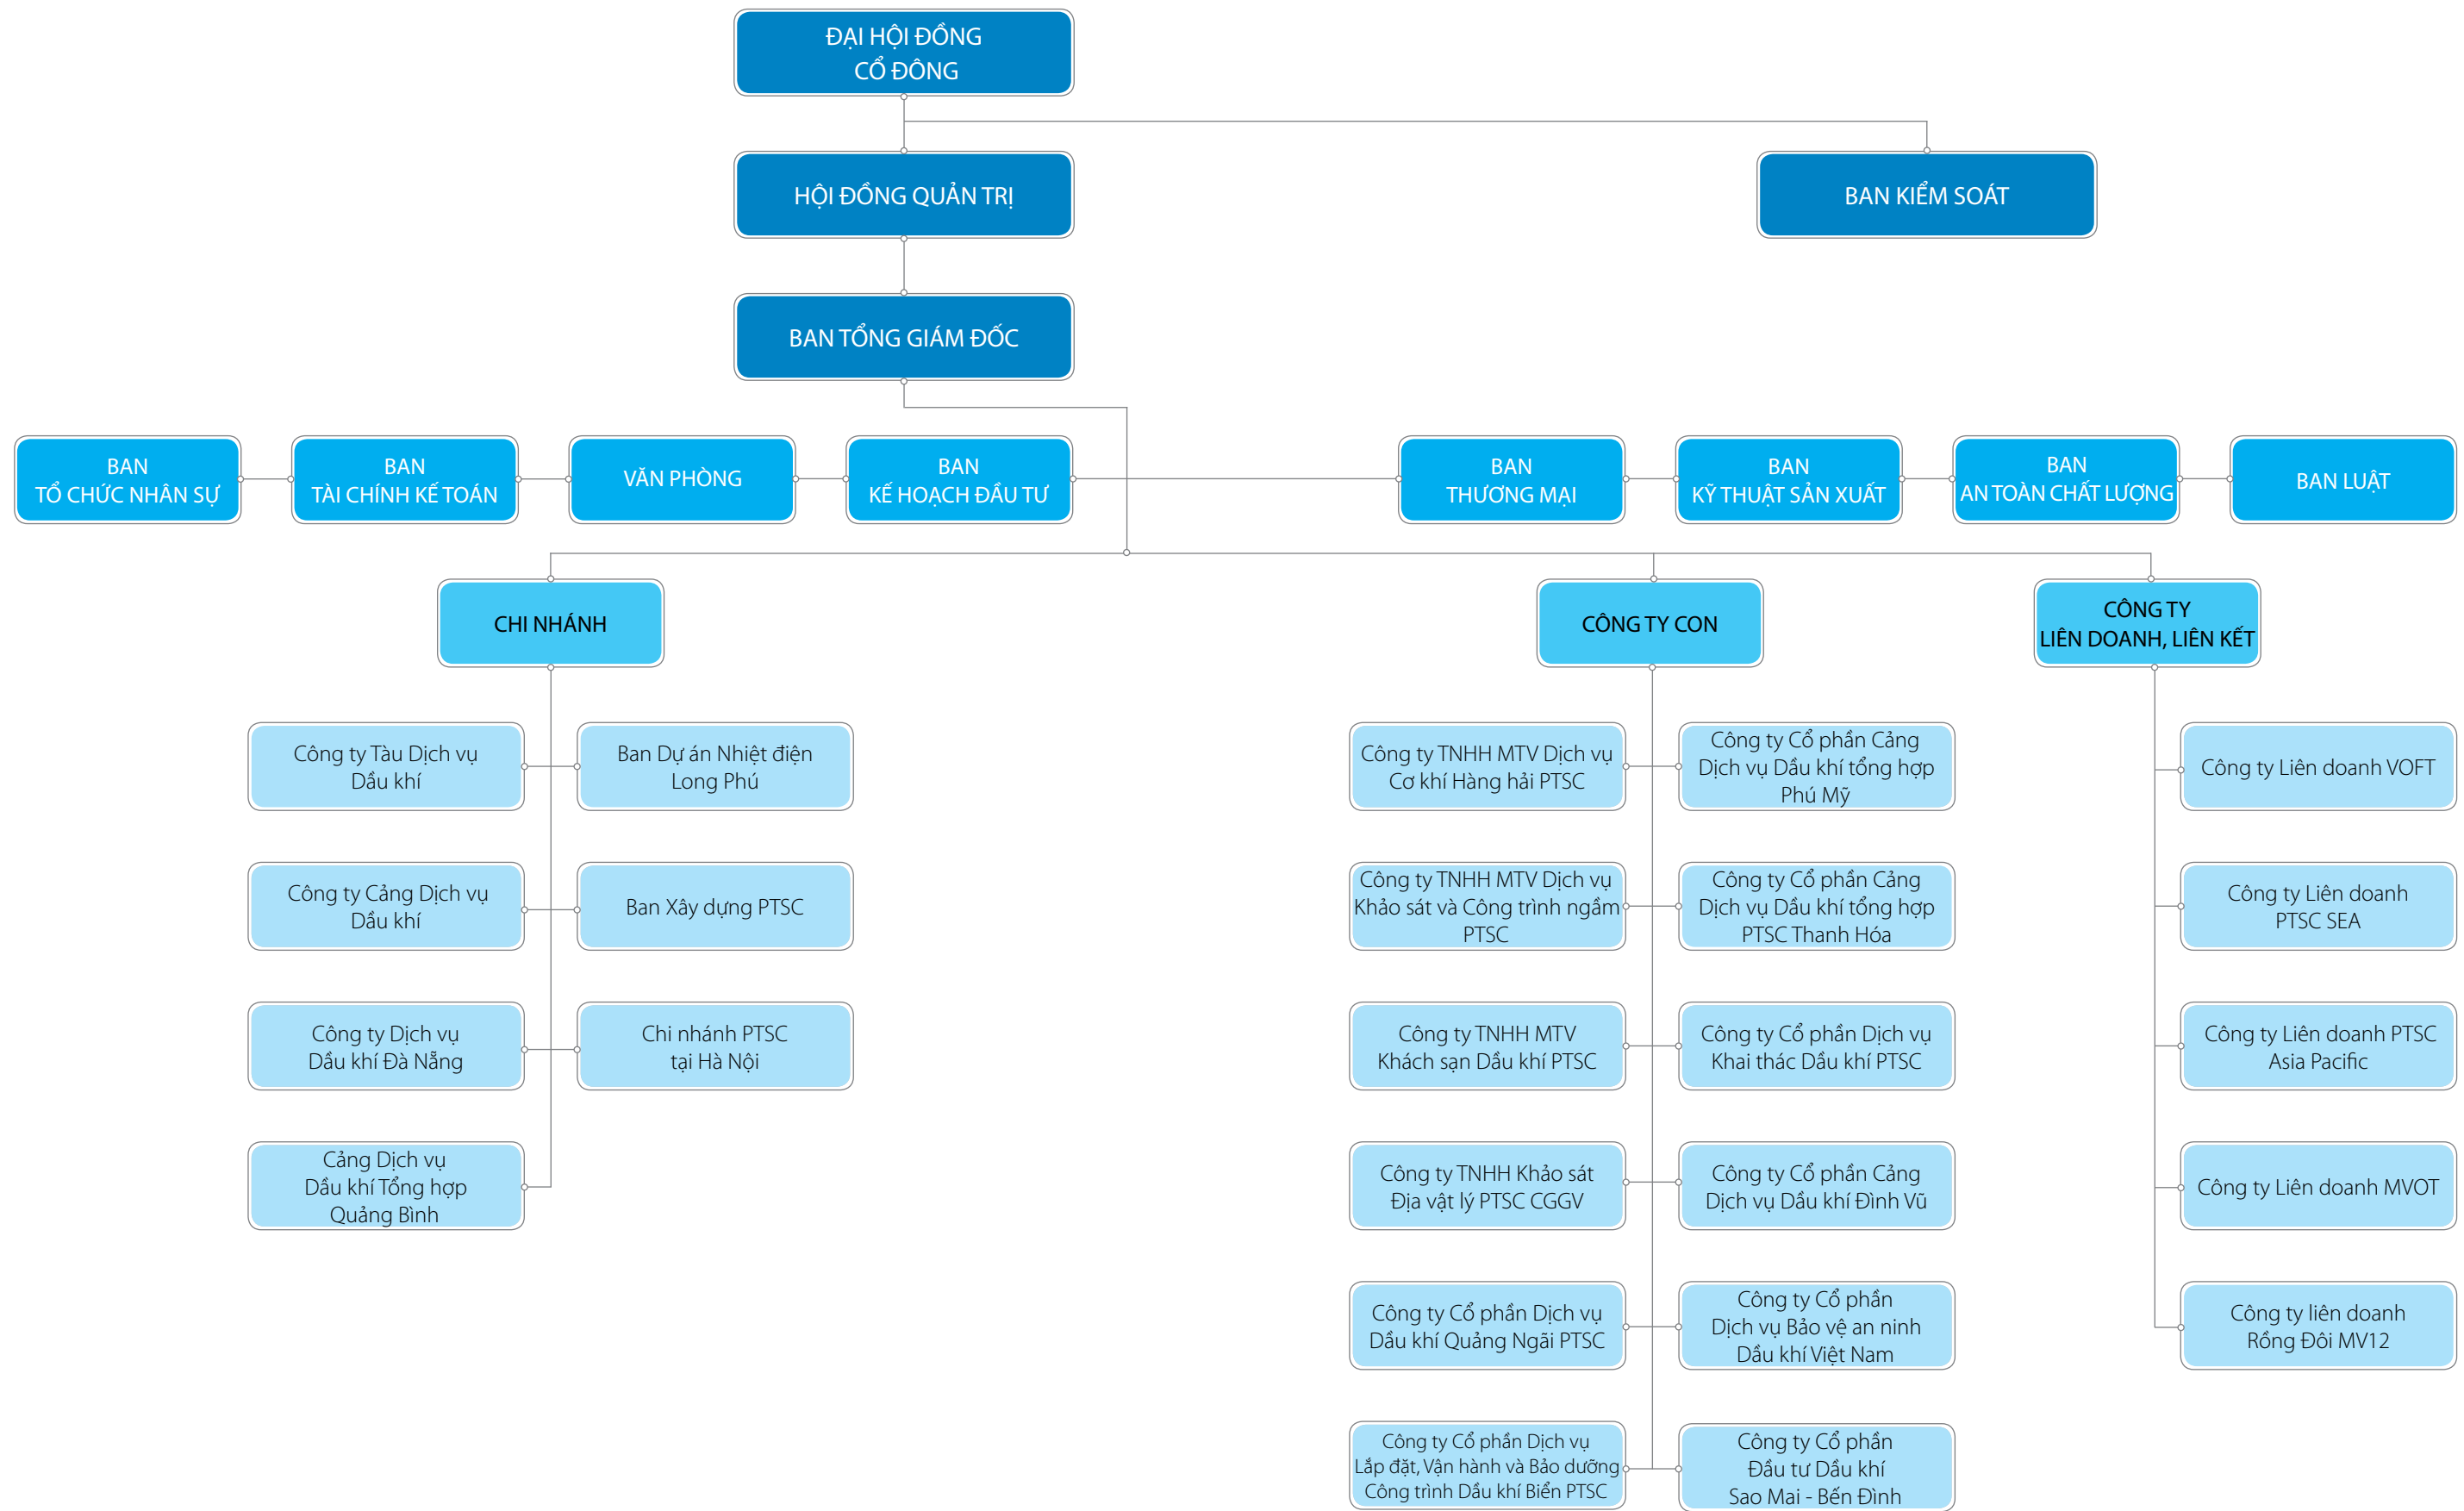 ĐẠI HỘI ĐỒNG
CỔ ĐÔNG
HỘI ĐỒNG QUẢN TRỊ
BAN KIỂM SOÁT
BAN TỔNG GIÁM ĐỐC
BAN
TỔ CHỨC NHÂN SỰ
BAN
TÀI CHÍNH KẾ TOÁN
VĂN PHÒNG
BAN
KẾ HOẠCH ĐẦU TƯ
BAN
THƯƠNG MẠI
BAN
KỸ THUẬT SẢN XUẤT
BAN
AN TOÀN CHẤT LƯỢNG
BAN LUẬT
CHI NHÁNH
CÔNG TY CON
CÔNG TY
LIÊN DOANH, LIÊN KẾT
Công ty Tàu Dịch vụ
Dầu khí
Ban Dự án Nhiệt điện
Long Phú
Công ty Cảng Dịch vụ
Dầu khí
Ban Xây dựng PTSC
Công ty Dịch vụ
Dầu khí Đà Nẵng
Chi nhánh PTSC
tại Hà Nội
Cảng Dịch vụ
Dầu khí Tổng hợp
Quảng Bình
Công ty TNHH MTV Dịch vụ
Cơ khí Hàng hải PTSC
Công ty Cổ phần Cảng
Dịch vụ Dầu khí tổng hợp
Phú Mỹ
Công ty TNHH MTV Dịch vụ
Khảo sát và Công trình ngầm
PTSC
Công ty Cổ phần Cảng
Dịch vụ Dầu khí tổng hợp
PTSC Thanh Hóa
Công ty TNHH MTV
Khách sạn Dầu khí PTSC
Công ty Cổ phần Dịch vụ
Khai thác Dầu khí PTSC
Công ty TNHH Khảo sát
Địa vật lý PTSC CGGV
Công ty Cổ phần Cảng
Dịch vụ Dầu khí Đình Vũ
Công ty Cổ phần Dịch vụ
Dầu khí Quảng Ngãi PTSC
Công ty Cổ phần
Dịch vụ Bảo vệ an ninh
Dầu khí Việt Nam
Công ty Cổ phần Dịch vụ
Lắp đặt, Vận hành và Bảo dưỡng
Công trình Dầu khí Biển PTSC
Công ty Cổ phần
Đầu tư Dầu khí
Sao Mai - Bến Đình
Công ty Liên doanh VOFT
Công ty Liên doanh
PTSC SEA
Công ty Liên doanh PTSC
Asia Pacific
Công ty Liên doanh MVOT
Công ty liên doanh
Rồng Đôi MV12